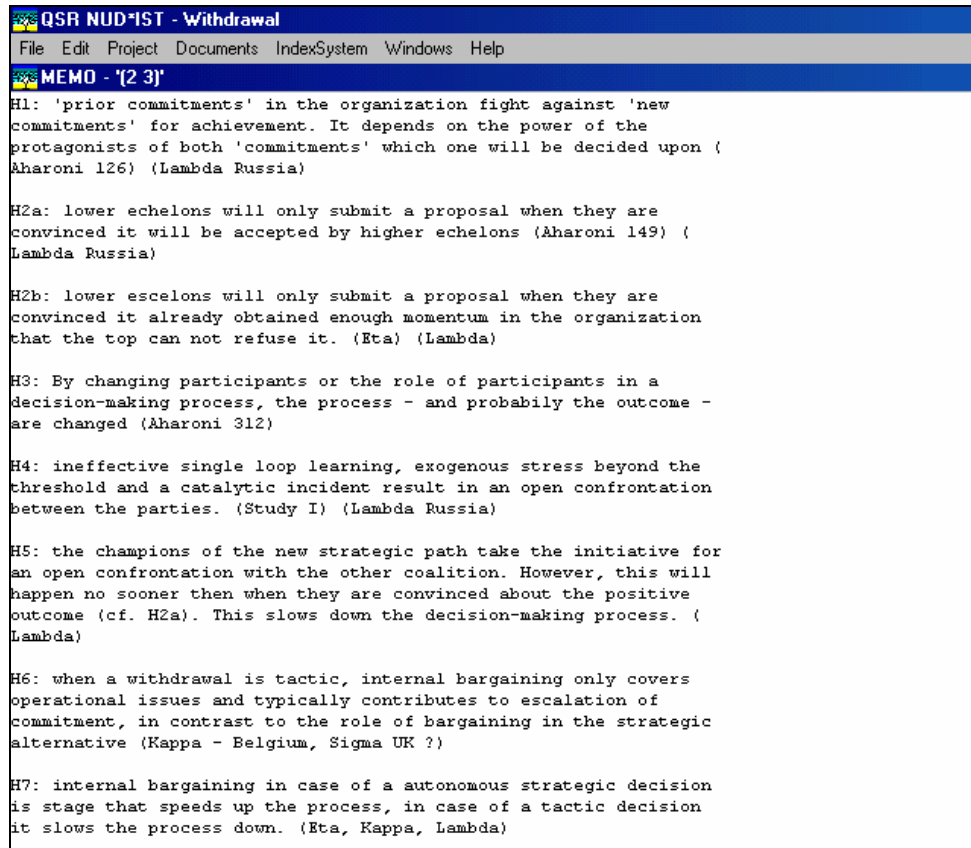 QSR NUD*IST - Withdrawal
File Edit Project Documents IndexSystem Windows Help
MEMO - '(2 3)'
H1: 'prior commitments' in the organization fight against 'new
commitments' for achievement. It depends on the power of the
protagonists of both 'commitments' which one will be decided upon (
Aharoni 126) (Lambda Russia)
H2a: lower echelons will only submit a proposal when they are
convinced it will be accepted by higher echelons (Aharoni 149) (
Lambda Russia)
H2b: lower escelons will only submit a proposal when they are
convinced it already obtained enough momentum in the organization
that the top can not refuse it. (Eta) (Lambda)
H3: By changing participants or the role of participants in a
decision-making process, the process - and probabily the outcome -
are changed (Aharoni 312)
H4: ineffective single loop learning, exogenous stress beyond the
threshold and a catalytic incident result in an open confrontation
between the parties. (Study I) (Lambda Russia)
H5: the champions of the new strategic path take the initiative for
an open confrontation with the other coalition. However, this will
happen no sooner then when they are convinced about the positive
outcome (cf. H2a). This slows down the decision-making process. (
Lambda)
H6: when a withdrawal is tactic, internal bargaining only covers
operational issues and typically contributes to escalation of
commitment, in contrast to the role of bargaining in the strategic
alternative (Kappa - Belgium, Sigma UK ?)
H7: internal bargaining in case of a autonomous strategic decision
is stage that speeds up the process, in case of a tactic decision
it slows the process down. (Eta, Kappa, Lambda)